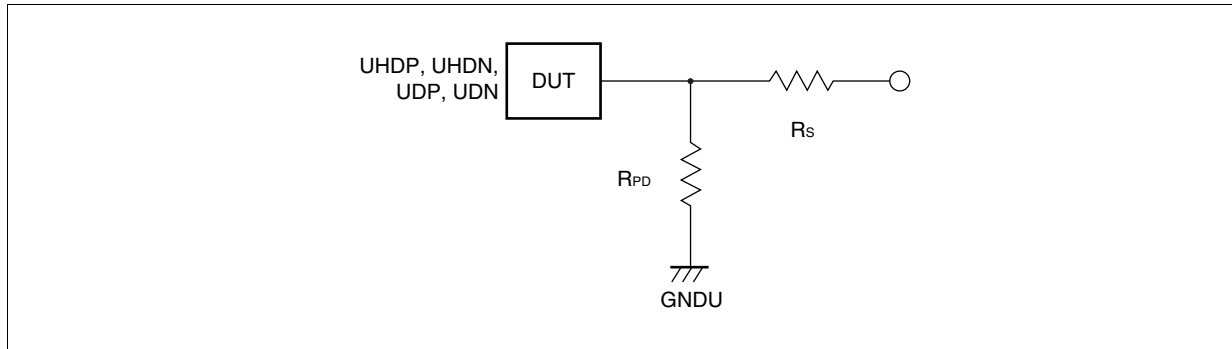 UHDP, UHDN,
UDP, UDN
DUT
RS
RPD
GNDU